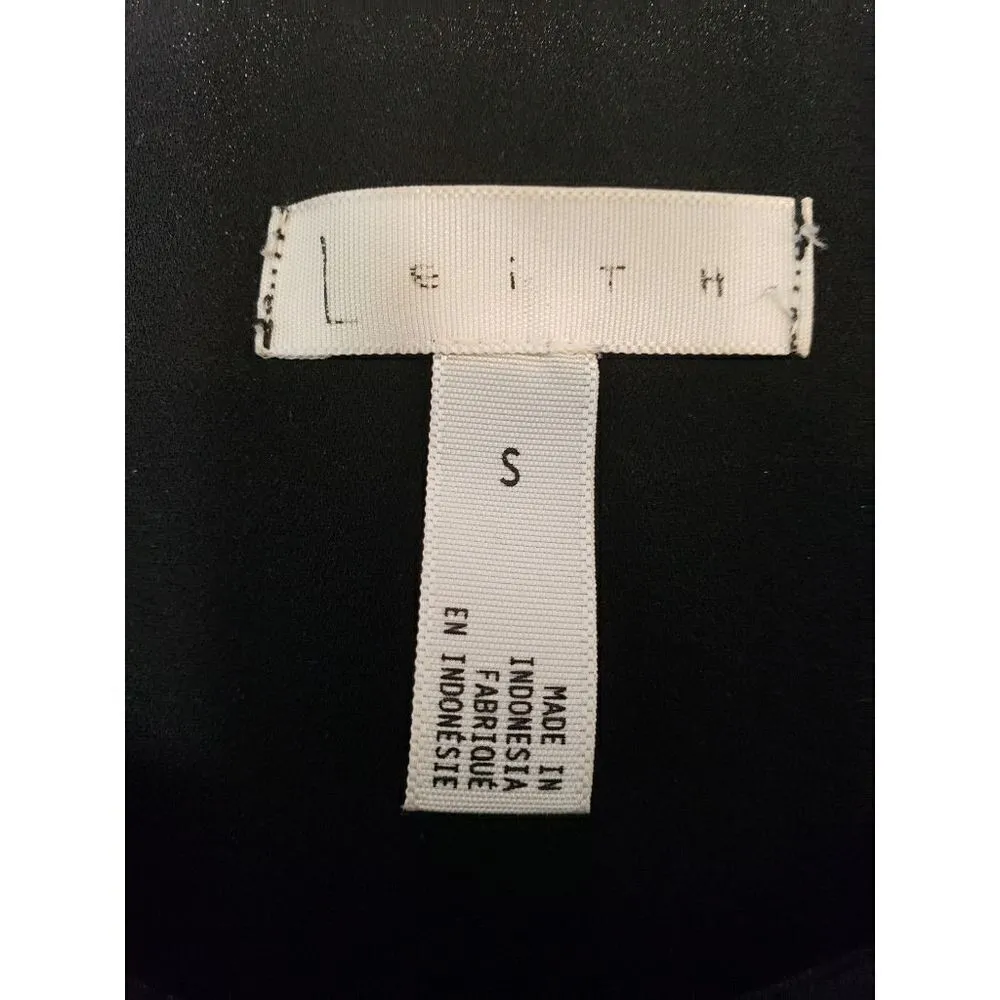 LeiTH
S
MADE IN
INDONESIA
FABRIQUÉ
EN INDONÉSIE